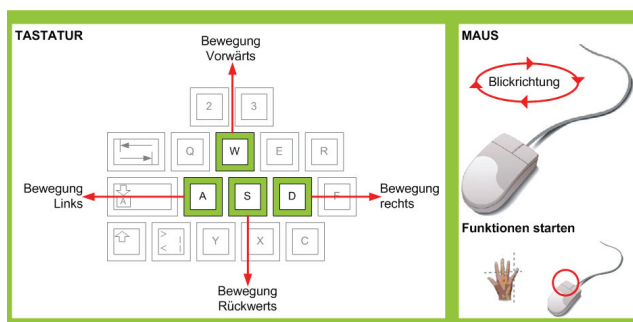 TASTATUR
Bewegung
Vorwärts
2 3
Q W E R
Bewegung
Links
A
A S D F
Bewegung
rechts
> <
Y X C
Bewegung
Rückwerts
MAUS
Blickrichtung
Funktionen starten